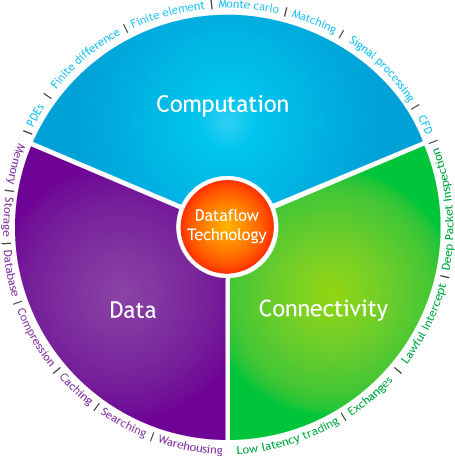 PDEs | Finite difference | Finite element | Monte carlo | Matching | Signal processing | CFD |
Computation
Dataflow
Technology
Data
Connectivity
Memory | Storage | Database | Compression | Caching | Searching | Warehousing
Low latency trading | Exchanges | Lawful Intercept | Deep Packet Inspection